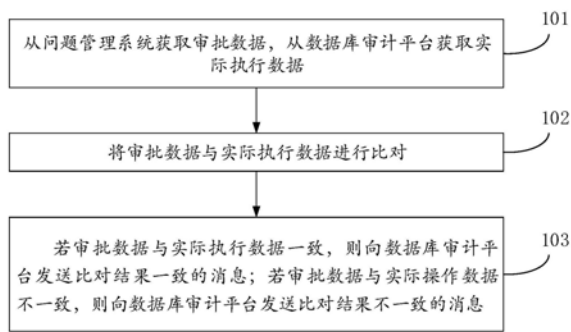 101
从问题管理系统获取审批数据，从数据库审计平台获取实
际执行数据
102
将审批数据与实际执行数据进行比对
103
若审批数据与实际执行数据一致，则向数据库审计平
台发送比对结果一致的消息；若审批数据与实际操作数据
不一致，则向数据库审计平台发送比对结果不一致的消息